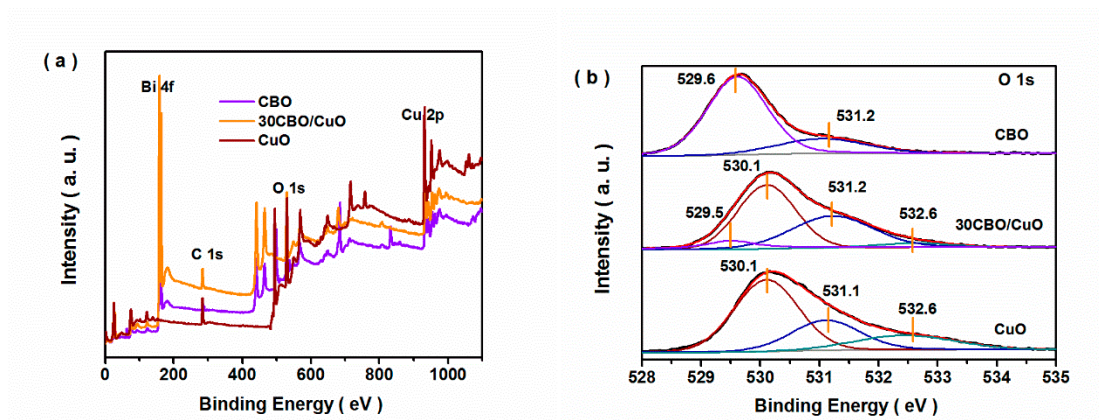 ( a )
Bi 4f
CBO
30CBO/CuO
CuO
Cu 2p
O 1s
C 1s
Intensity ( a. u. )
0 200 400 600 800 1000
Binding Energy ( eV )
( b )
O 1s
529.6
531.2
CBO
530.1
531.2
529.5
532.6
30CBO/CuO
530.1
531.1
532.6
CuO
Intensity ( a. u. )
528 529 530 531 532 533 534 535
Binding Energy ( eV )